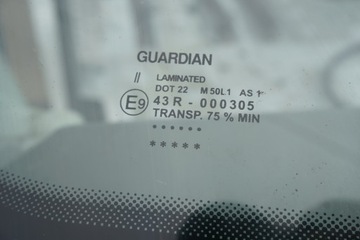 GUARDIAN
// LAMINATED
DOT 22 M50L1 AS 1
E9 43 R - 000305
TRANSP. 75 % MIN
* * * * * *
* * * * *